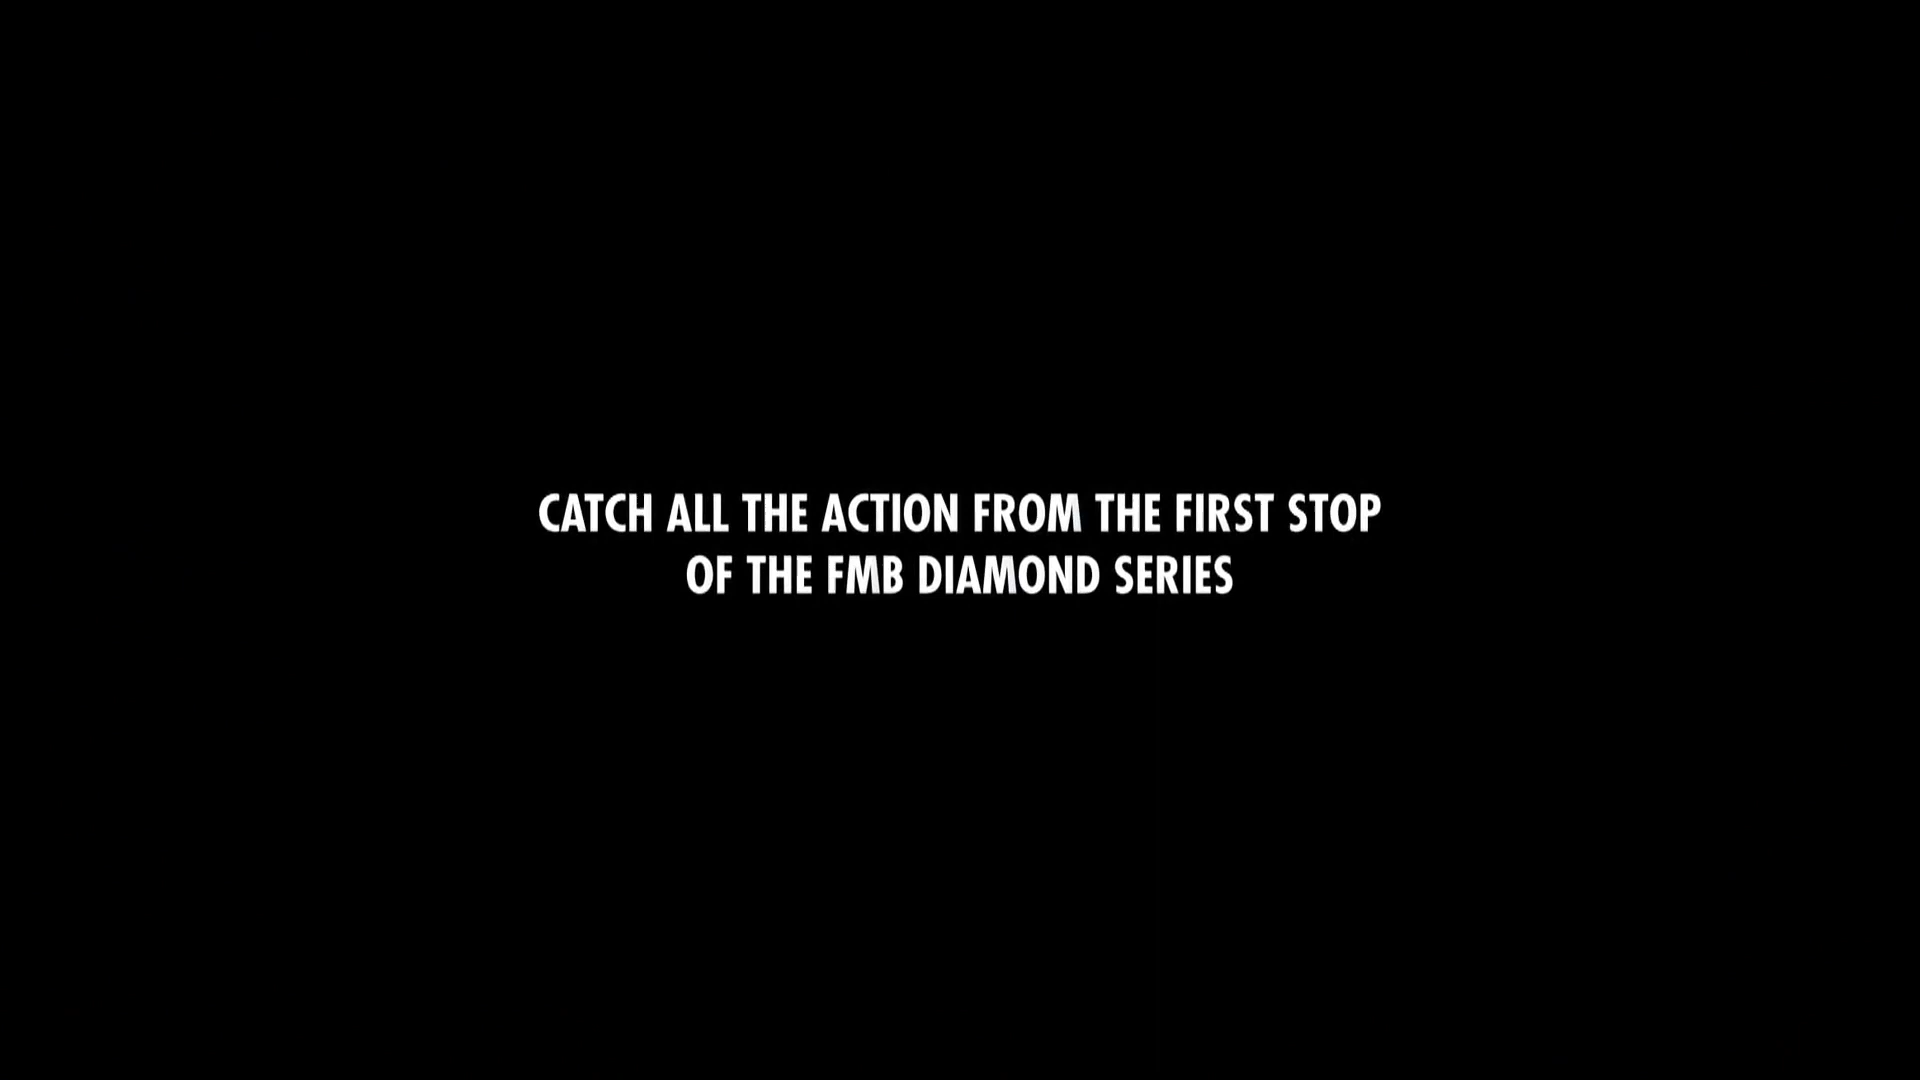 CATCH ALL THE ACTION FROM THE FIRST STOP
OF THE FMB DIAMOND SERIES